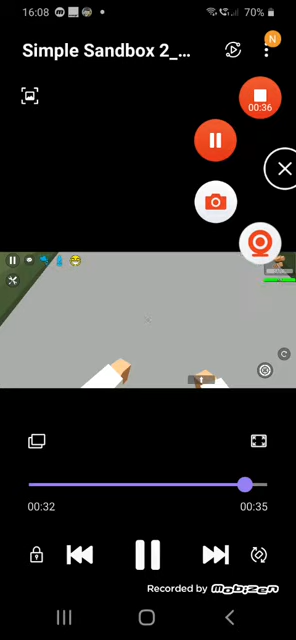 16:08
70%
Simple Sandbox 2_...
N
00:36
00:32
00:35
Recorded by MOBIZEN